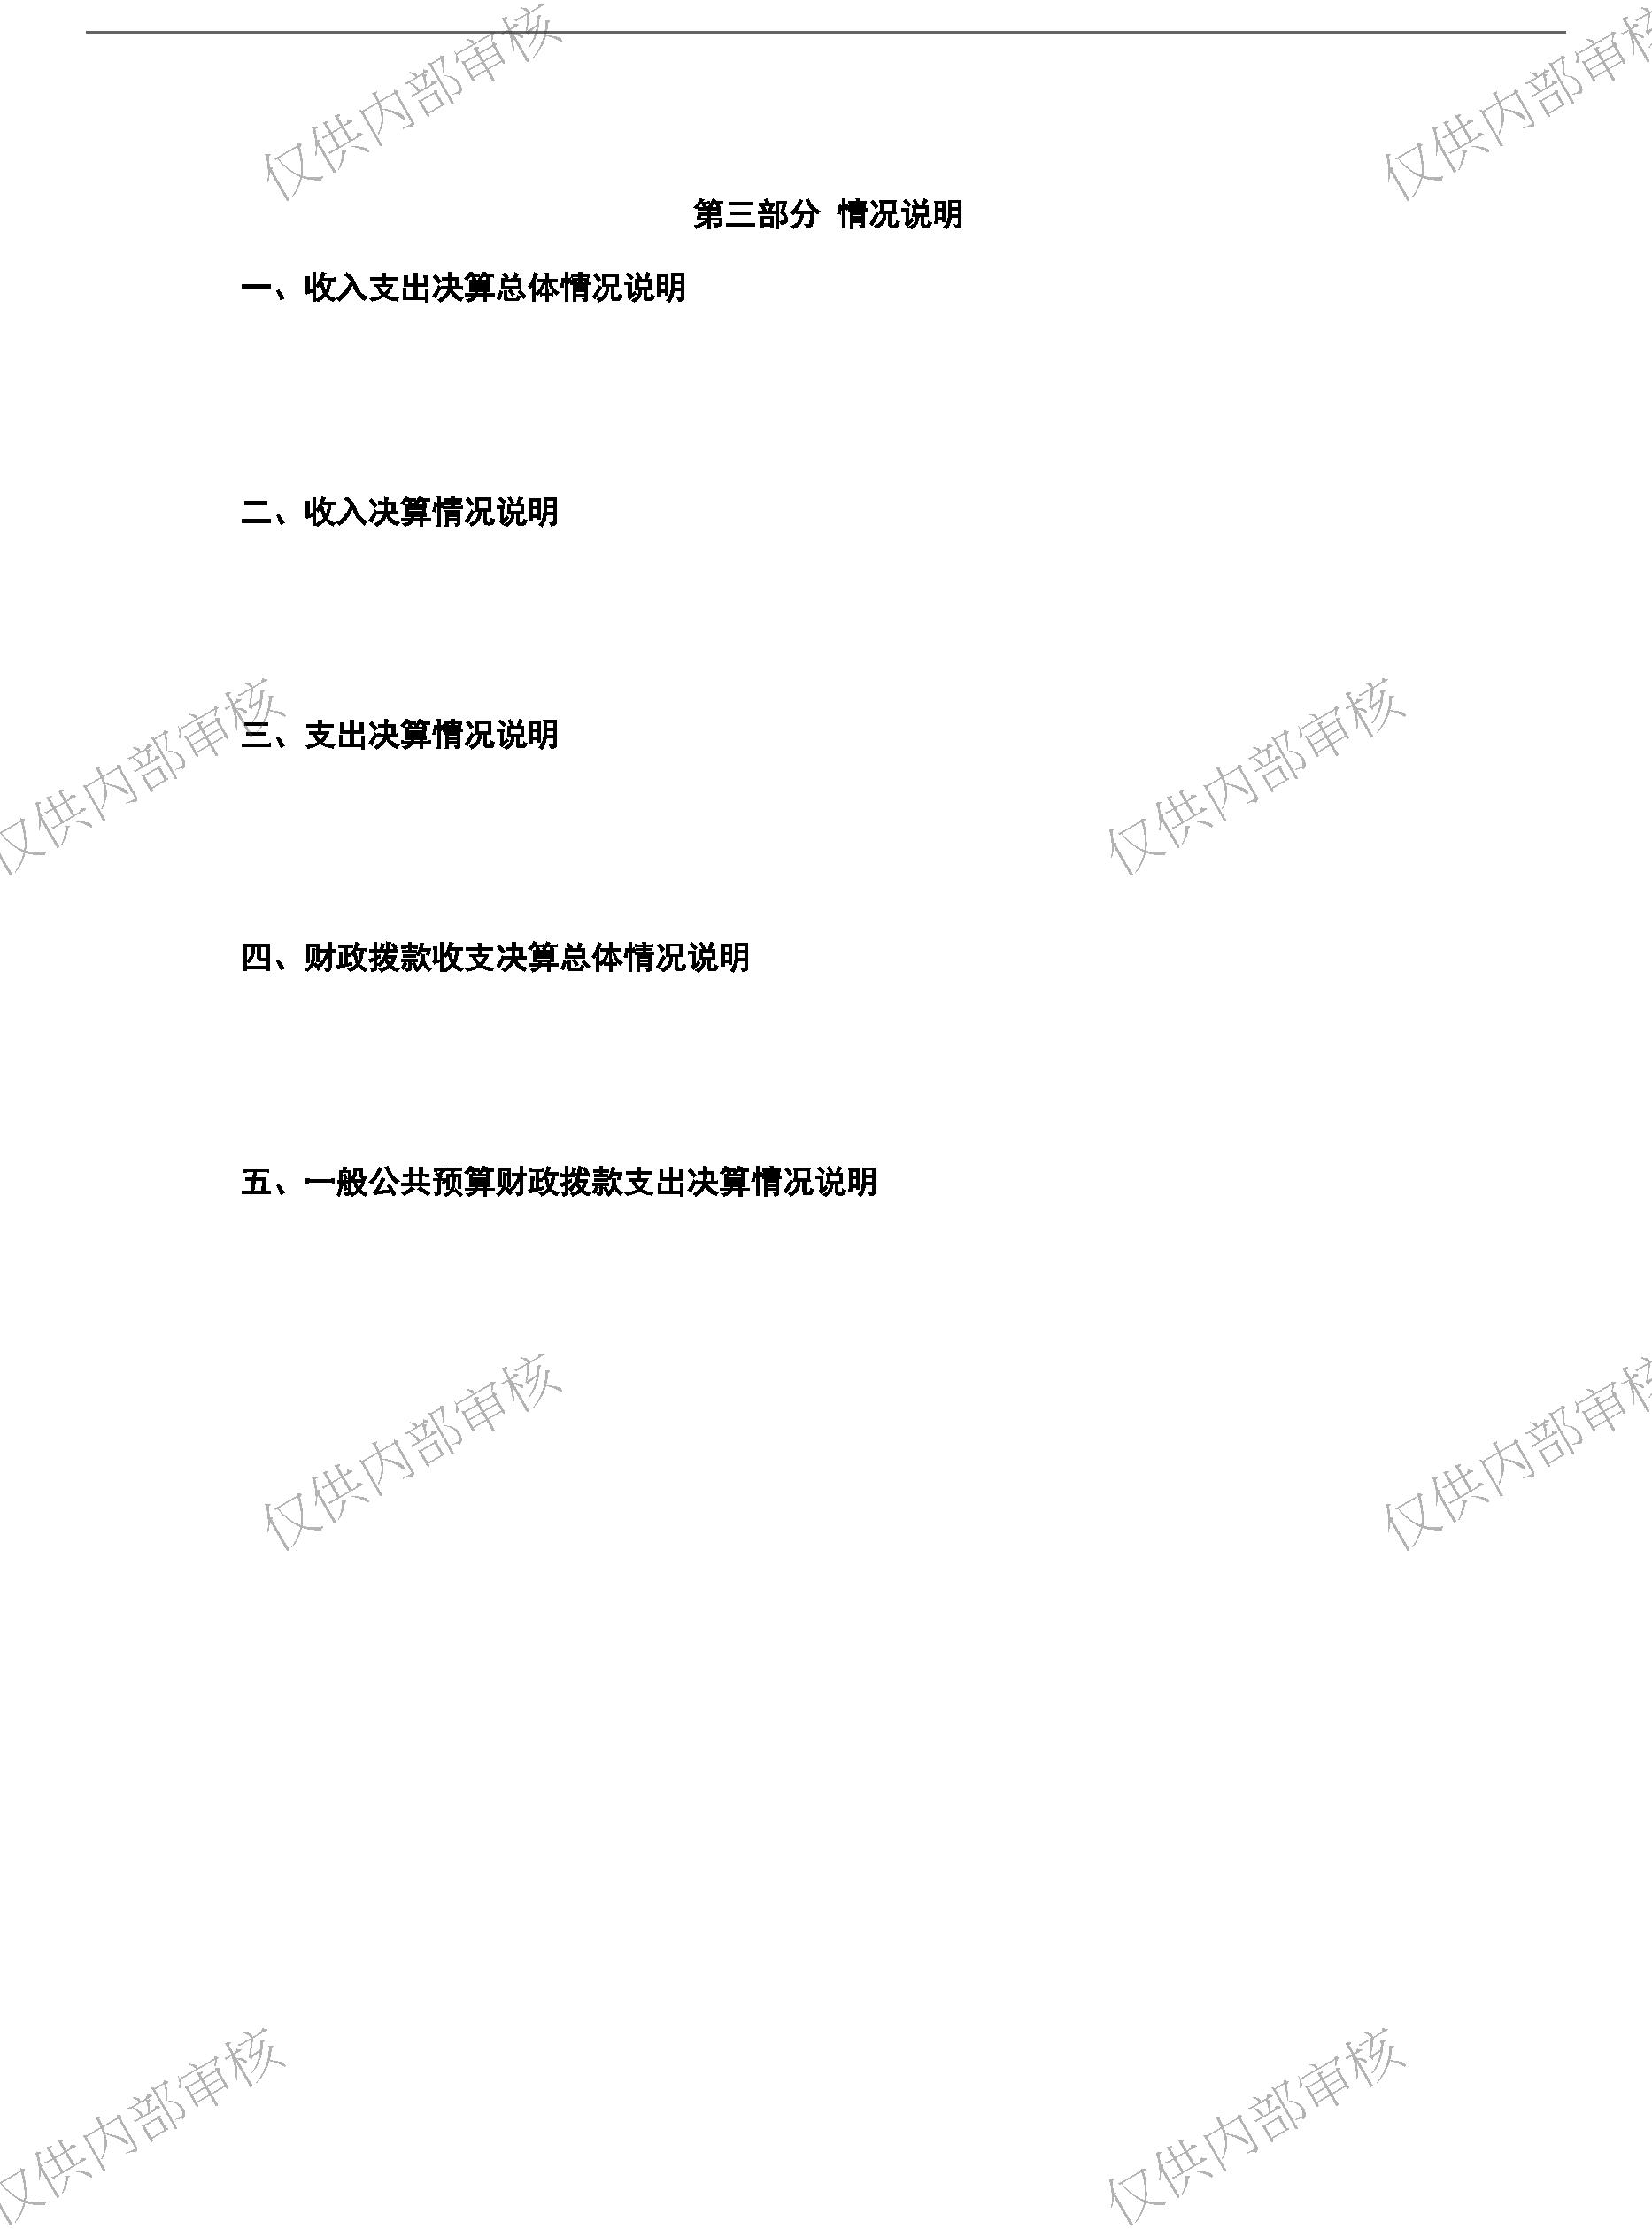 仅供内部审核
仅供内部审核
第三部分 情况说明
一、收入支出决算总体情况说明
二、收入决算情况说明
三、支出决算情况说明
仅供内部审核
仅供内部审核
四、财政拨款收支决算总体情况说明
五、一般公共预算财政拨款支出决算情况说明
仅供内部审核
仅供内部审核
仅供内部审核
仅供内部审核